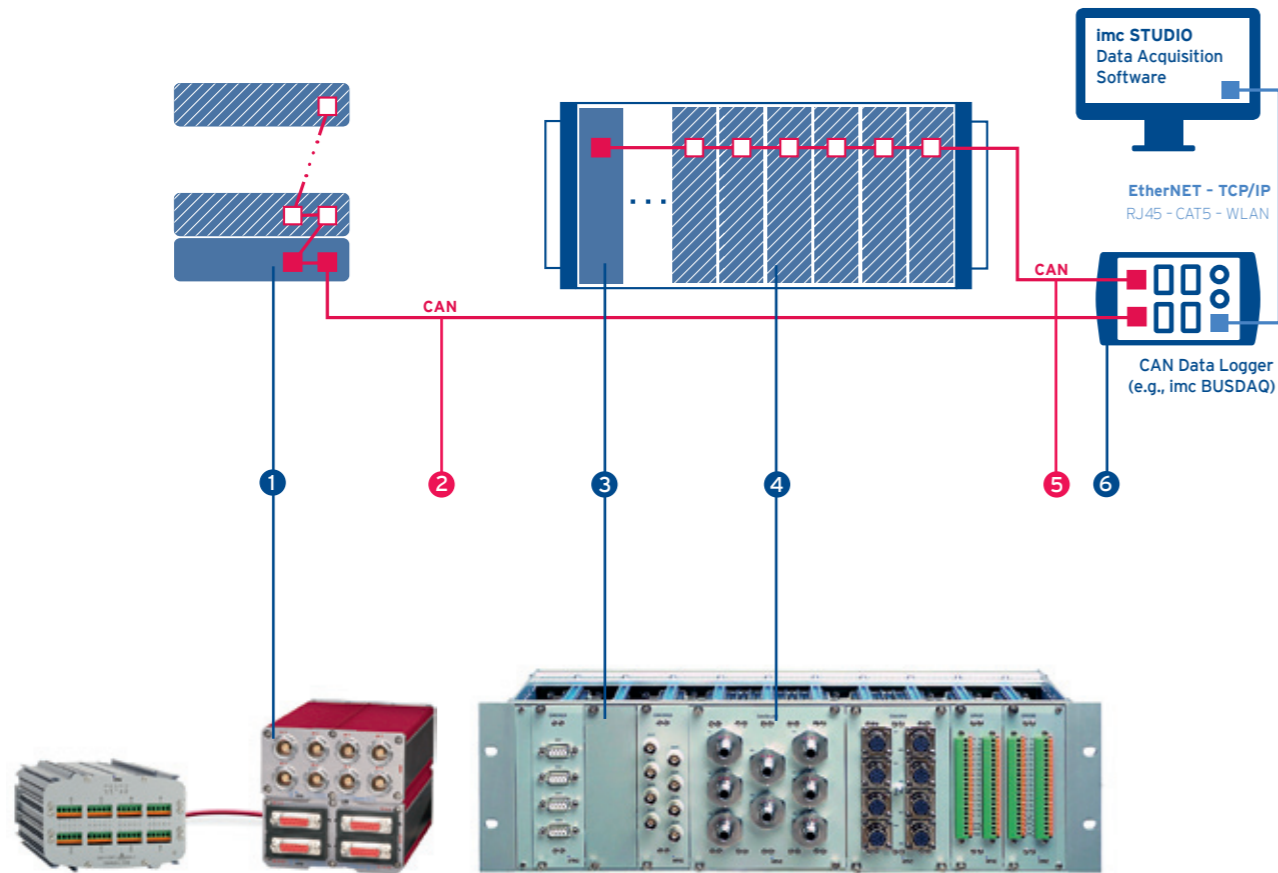 imc STUDIO
Data Acquisition
Software
EtherNET - TCP/IP
RJ45 - CAT5 - WLAN
CAN
CAN
CAN Data Logger
(e.g., imc BUSDAQ)
1
2
3
4
5
6